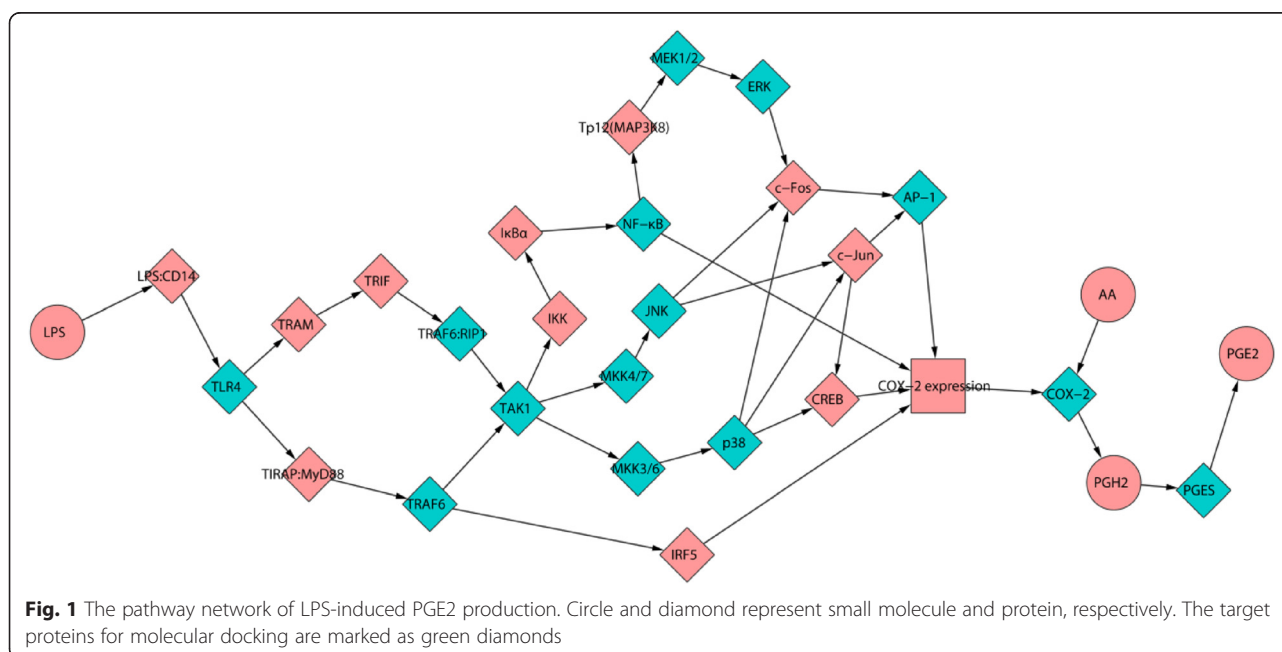 MEK1/2
ERK
Tp12(MAP3K8)
c-Fos
AP-1
IκBα
NF-κB
c-Jun
LPS:CD14
TRIF
AA
TRAM
IKK
JNK
LPS
TRAF6:RIP1
PGE2
TLR4
MKK4/7
COX-2 expression
COX-2
TAK1
CREB
p38
TIRAP:MyD88
MKK3/6
PGH2
PGES
TRAF6
IRF5
Fig. 1 The pathway network of LPS-induced PGE2 production. Circle and diamond represent small molecule and protein, respectively. The target
proteins for molecular docking are marked as green diamonds